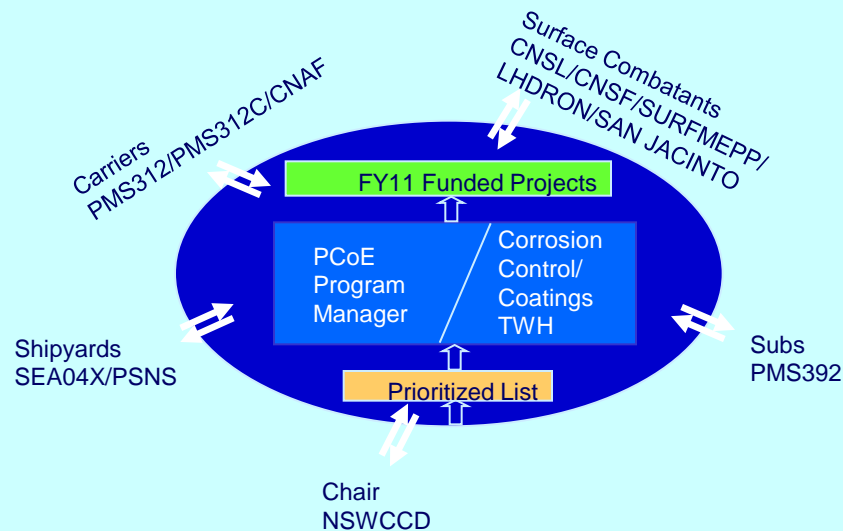 Surface Combatants
CNSL/CNSF/SURFMEPP/
LHDRON/SAN JACINTO
Carriers
PMS312/PMS312C/CNAF
FY11 Funded Projects
PCoE
Program
Manager
Corrosion
Control/
Coatings
TWH
Shipyards
SEA04X/PSNS
Subs
PMS392
Prioritized List
Chair
NSWCCD